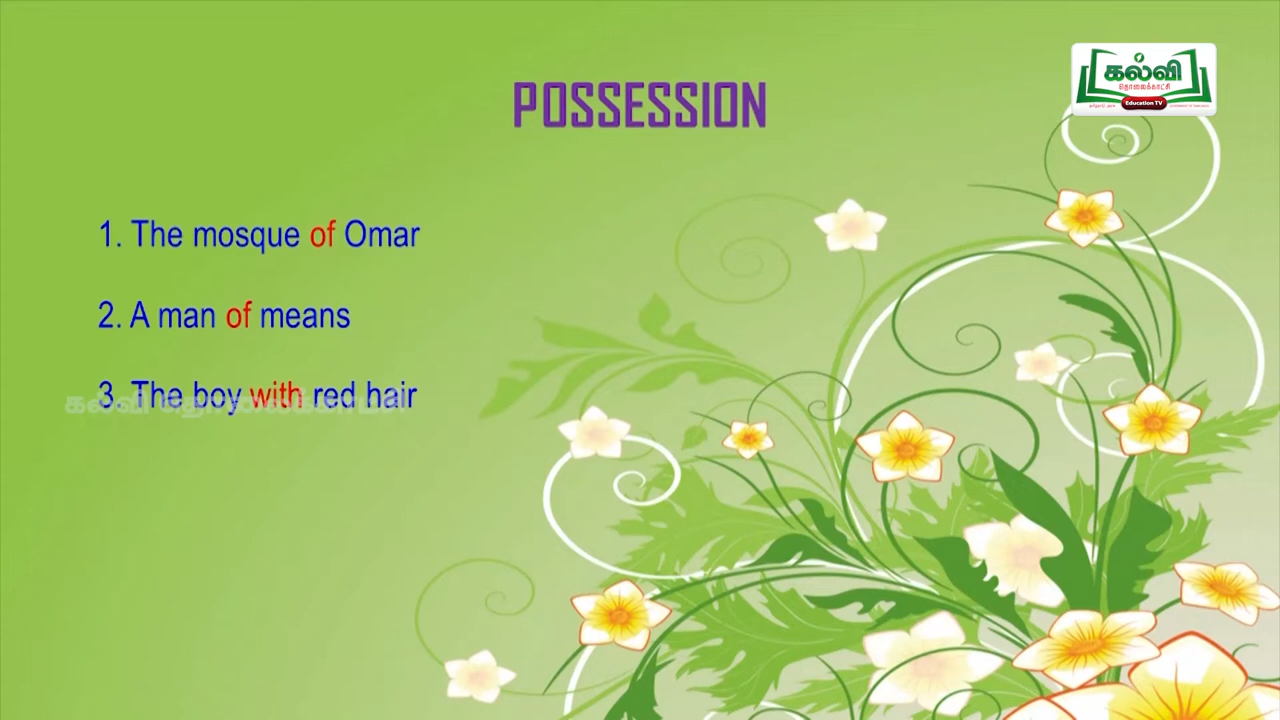 POSSESSION
கல்வி
தொலைக்காட்சி
Education TV
1. The mosque of Omar
2. A man of means
3. The boy with red hair
கல்வி தொலைக்காட்சி